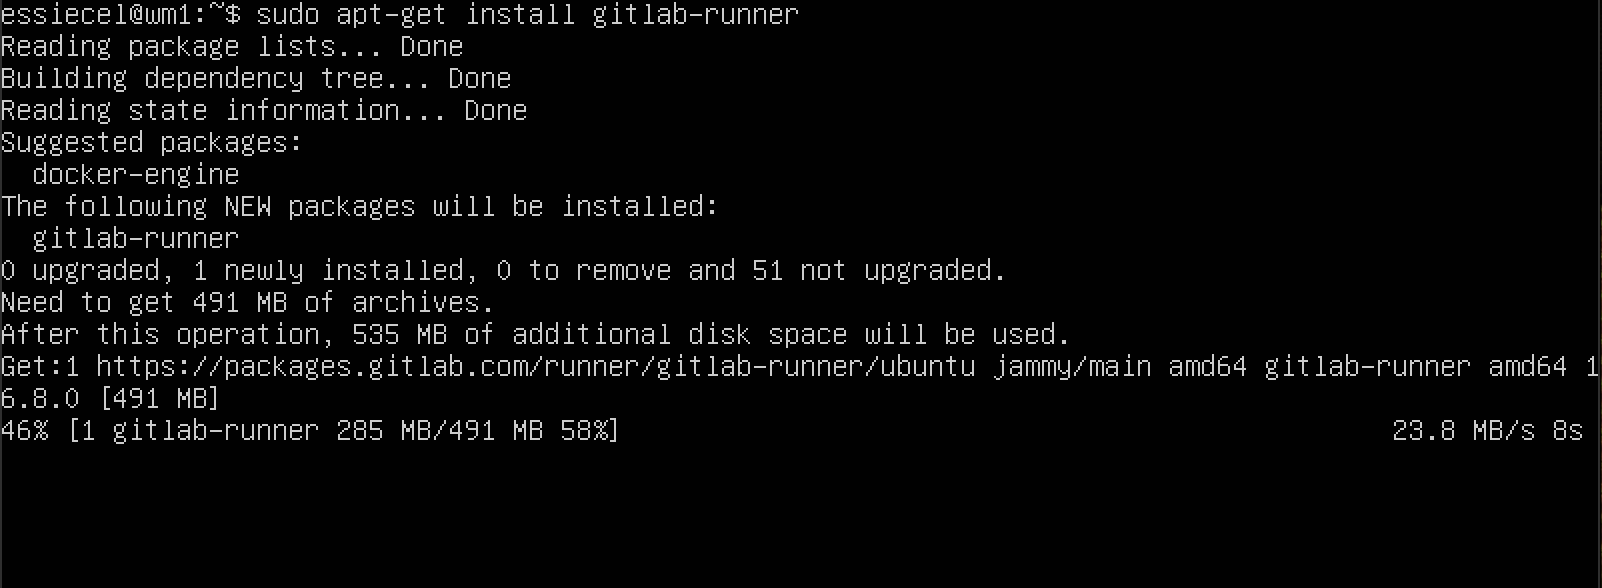 essiecel@wm1:~$ sudo apt-get install gitlab-runner
Reading package lists... Done
Building dependency tree... Done
Reading state information... Done
Suggested packages:
  docker-engine
The following NEW packages will be installed:
  gitlab-runner
0 upgraded, 1 newly installed, 0 to remove and 51 not upgraded.
Need to get 491 MB of archives.
After this operation, 535 MB of additional disk space will be used.
Get:1 https://packages.gitlab.com/runner/gitlab-runner/ubuntu jammy/main amd64 gitlab-runner amd64 1
6.8.0 [491 MB]
46% [1 gitlab-runner 285 MB/491 MB 58%] 23.8 MB/s 8s